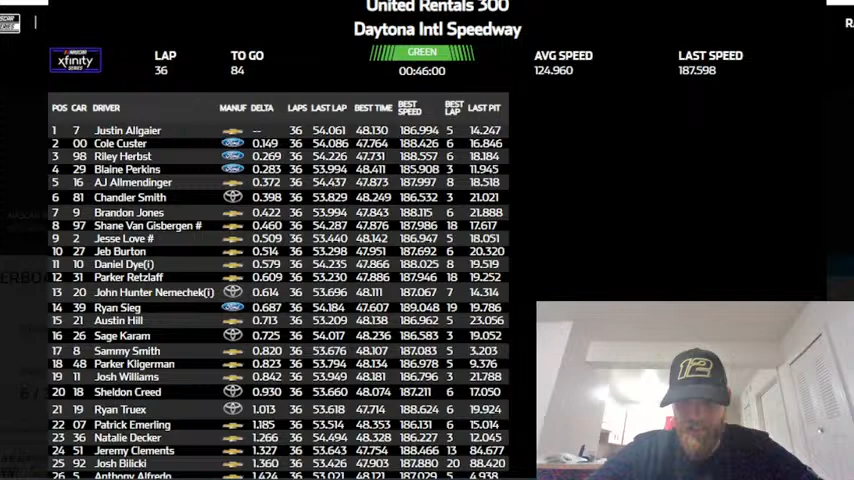 United Rentals 300
Daytona Intl Speedway
xfinity
LAP TO GO GREEN AVG SPEED LAST SPEED
36 84 00:46:00 124.960 187.598
POS CAR DRIVER MANUF DELTA LAPS LAST LAP BEST TIME BEST SPEED BEST LAP LAST PIT
1 7 Justin Allgaier -- 36 54.061 48.130 186.994 5 14.247
2 00 Cole Custer Ford 0.149 36 54.086 47.764 188.426 6 16.846
3 98 Riley Herbst Ford 0.269 36 54.226 47.731 188.557 6 18.184
4 29 Blaine Perkins Ford 0.283 36 53.994 48.411 185.908 3 11.945
5 16 AJ Allmendinger 0.372 36 54.437 47.873 187.997 8 18.518
6 81 Chandler Smith 0.398 36 53.829 48.249 186.532 3 21.021
7 9 Brandon Jones 0.422 36 53.994 47.843 188.115 6 21.888
8 97 Shane Van Gisbergen # 0.460 36 54.287 47.876 187.986 18 17.617
9 2 Jesse Love # 0.509 36 53.440 48.142 186.947 5 18.051
10 27 Jeb Burton 0.514 36 53.298 47.951 187.692 6 20.320
11 10 Daniel Dye(i) 0.579 36 54.235 47.866 188.025 8 19.519
12 31 Parker Retzlaff 0.609 36 53.230 47.886 187.946 18 19.252
13 20 John Hunter Nemechek(i) 0.614 36 53.696 48.111 187.067 7 14.314
14 39 Ryan Sieg Ford 0.687 36 54.184 47.607 189.048 19 19.786
15 21 Austin Hill 0.713 36 53.209 48.138 186.962 5 23.056
16 26 Sage Karam 0.725 36 54.017 48.236 186.583 3 19.052
17 8 Sammy Smith 0.820 36 53.676 48.107 187.083 5 3.203
18 48 Parker Kligerman 0.823 36 53.794 48.134 186.978 5 9.376
19 11 Josh Williams 0.842 36 53.949 48.181 186.796 3 21.788
20 18 Sheldon Creed 0.930 36 53.660 48.074 187.211 6 17.050
21 19 Ryan Truex 1.013 36 53.618 47.714 188.624 6 19.924
22 07 Patrick Emerling 1.185 36 53.514 48.353 186.131 6 15.014
23 36 Natalie Decker 1.266 36 54.494 48.328 186.227 3 12.045
24 51 Jeremy Clements 1.327 36 53.643 47.754 188.466 13 84.677
25 92 Josh Bilicki 1.360 36 53.426 47.903 187.880 20 88.420
26 5 Anthony Alfredo 1.424 36 53.021 48.121 187.029 5 4.938
12